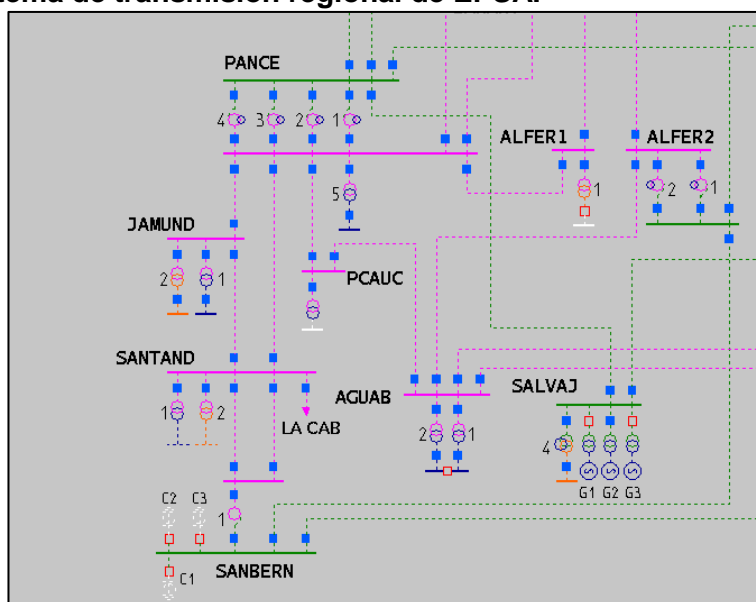 tema de transmisión regional de EPSA.
PANCE
4 3 2 1
ALFER1 ALFER2
1 2 1
5
JAMUND
2 1
PCAUC
SANTAND
1 2
LA CAB
AGUAB
2 1
SALVAJ
4
G1 G2 G3
C2 C3
1
SANBERN
C1